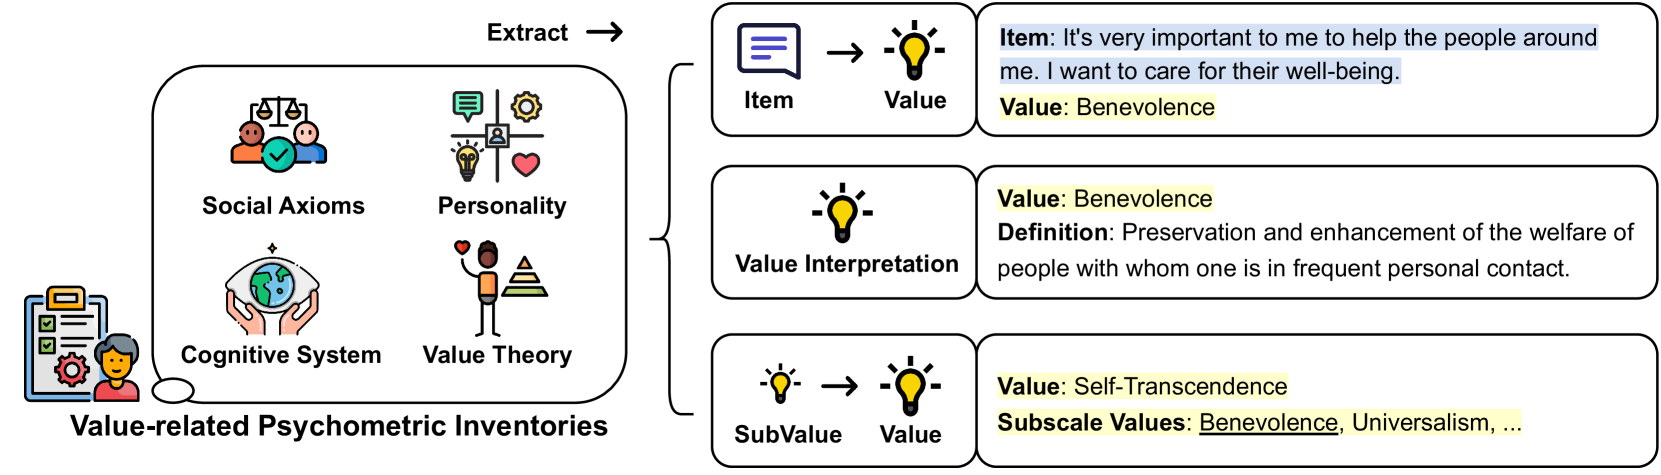 Extract
Social Axioms
Personality
Cognitive System
Value Theory
Value-related Psychometric Inventories
Item
Value
Item: It's very important to me to help the people around
me. I want to care for their well-being.
Value: Benevolence
Value Interpretation
Value: Benevolence
Definition: Preservation and enhancement of the welfare of
people with whom one is in frequent personal contact.
SubValue
Value
Value: Self-Transcendence
Subscale Values: Benevolence, Universalism, ...